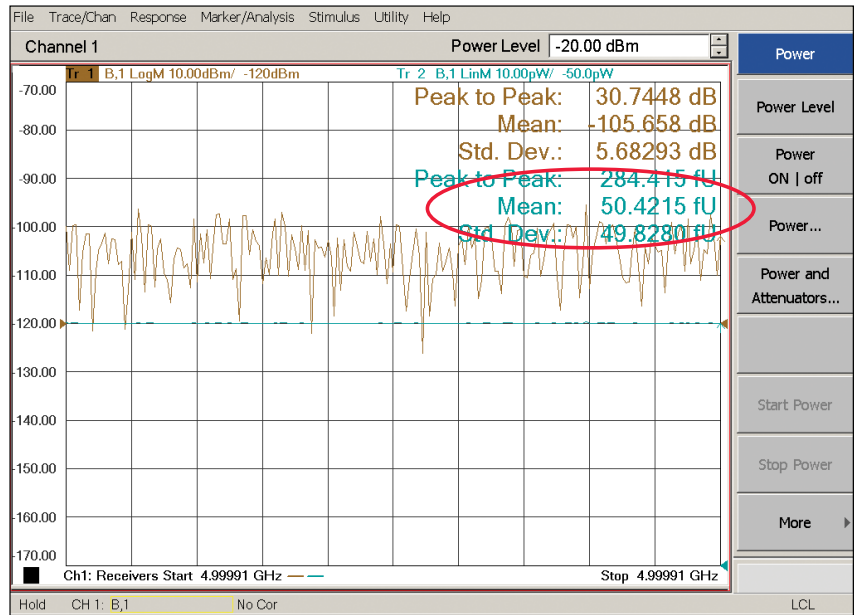 File Trace/Chan Response Marker/Analysis Stimulus Utility Help
Channel 1 Power Level -20.00 dBm
Power
Tr 1 B,1 LogM 10.00dBm/ -120dBm Tr 2 B,1 LinM 10.00pW/ -50.0pW
-70.00
-80.00
-90.00
-100.00
-110.00
-120.00
-130.00
-140.00
-150.00
-160.00
-170.00
Peak to Peak: 30.7448 dB
Mean: -105.658 dB
Std. Dev.: 5.68293 dB
Peak to Peak: 284.415 fU
Mean: 50.4215 fU
Std. Dev.: 49.8280 fU
Power Level
Power
ON | off
Power...
Power and
Attenuators...
Start Power
Stop Power
More
Ch1: Receivers Start 4.99991 GHz Stop 4.99991 GHz
Hold CH 1: B,1 No Cor LCL